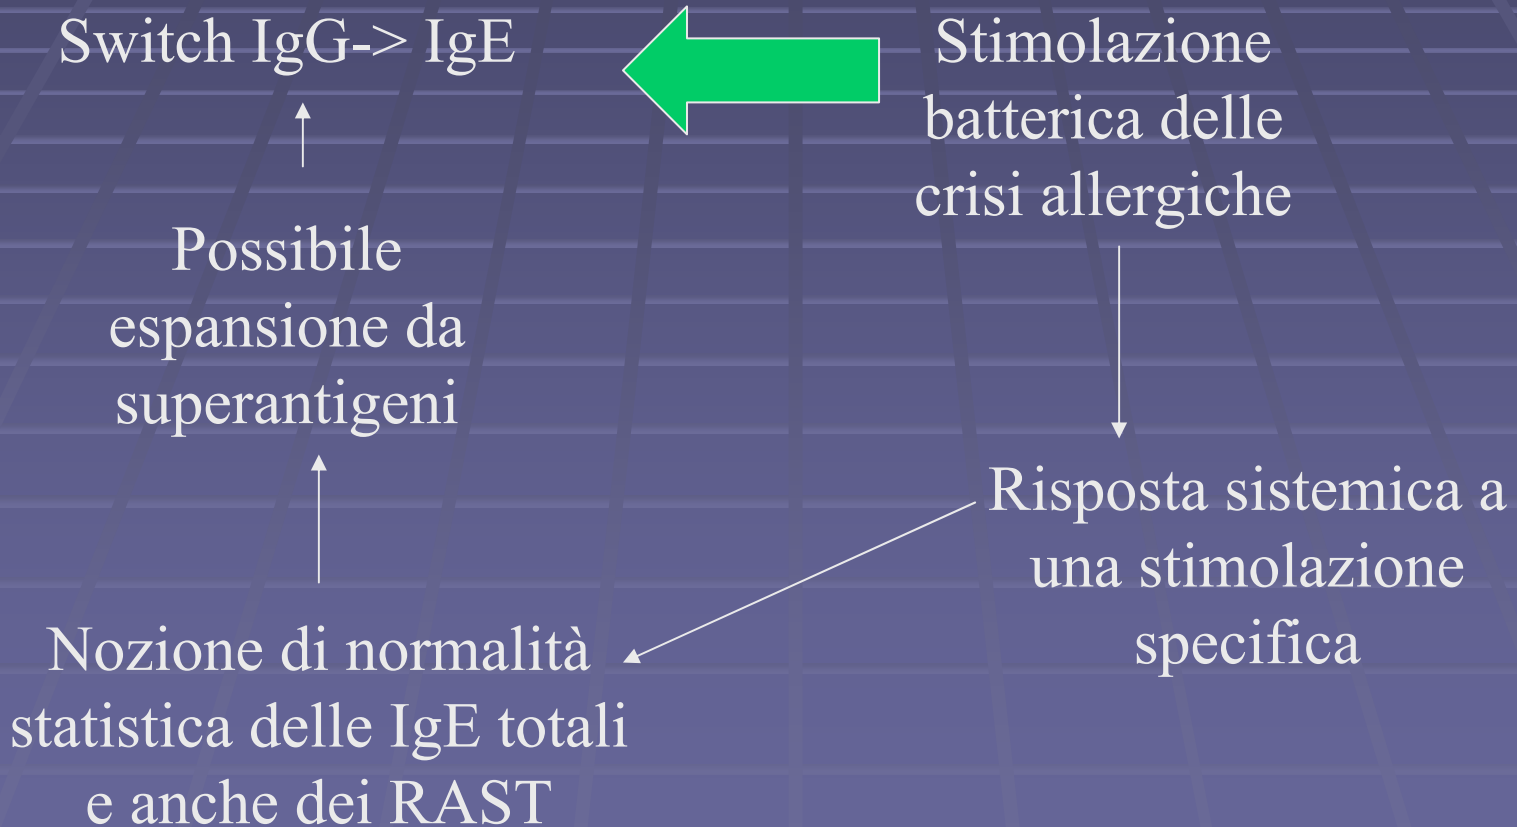 Switch IgG-> IgE
Stimolazione
batterica delle
crisi allergiche
Possibile
espansione da
superantigeni
Risposta sistemica a
una stimolazione
specifica
Nozione di normalità
statistica delle IgE totali
e anche dei RAST